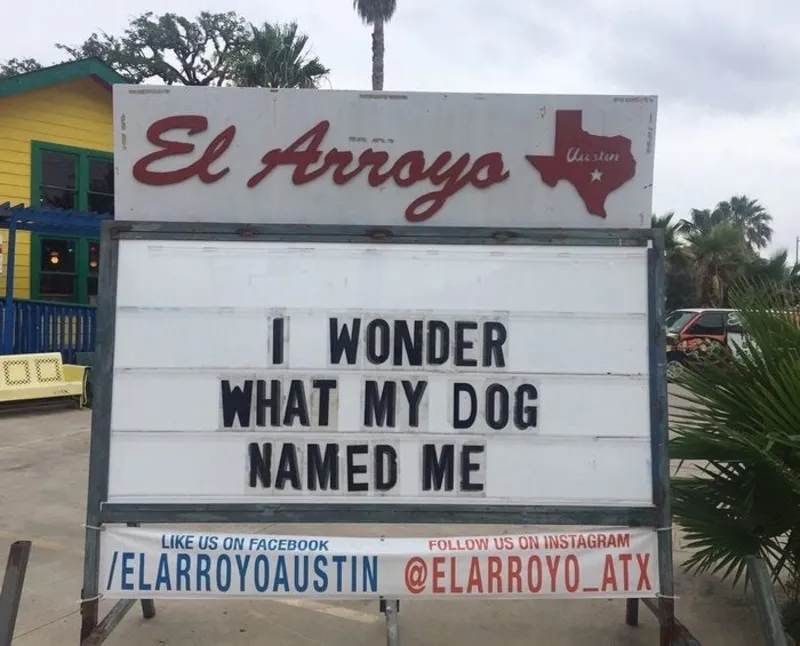 El Arroyo
Austin
I WONDER
WHAT MY DOG
NAMED ME
LIKE US ON FACEBOOK
/ELARROYOAUSTIN
FOLLOW US ON INSTAGRAM
@ELARROYO_ATX